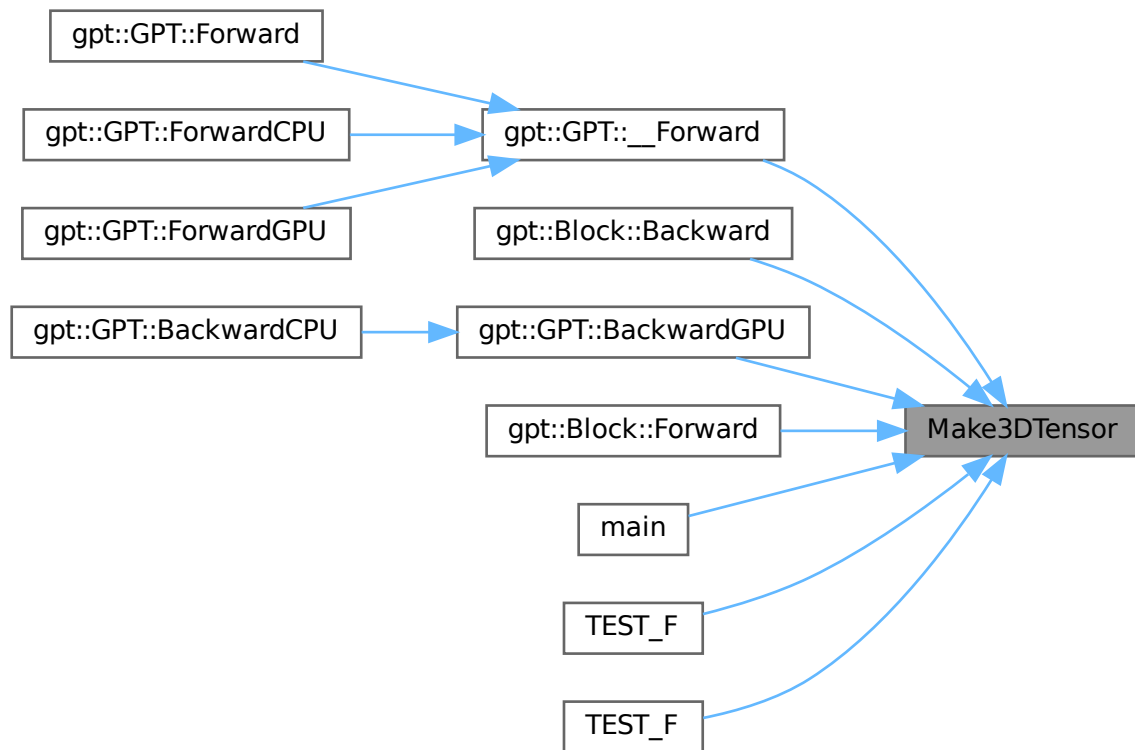 gpt::GPT::Forward
gpt::GPT::ForwardCPU
gpt::GPT::__Forward
gpt::GPT::ForwardGPU
gpt::Block::Backward
gpt::GPT::BackwardCPU
gpt::GPT::BackwardGPU
gpt::Block::Forward
Make3DTensor
main
TEST_F
TEST_F